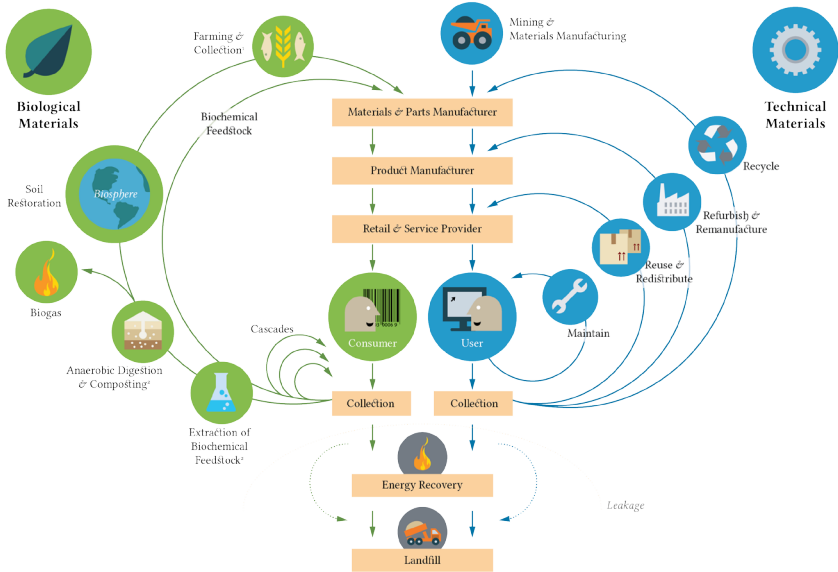 Mining &
Materials Manufacturing
Farming &
Collection¹
Biological
Materials
Technical
Materials
Biochemical
Feedstock
Materials & Parts Manufacturer
Recycle
Product Manufacturer
Biosphere
Soil
Restoration
Refurbish &
Remanufacture
Retail & Service Provider
Reuse &
Redistribute
Biogas
Cascades
Consumer
User
Maintain
Anaerobic Digestion
& Composting²
Collection
Collection
Extraction of
Biochemical
Feedstock²
Energy Recovery
Leakage
Landfill